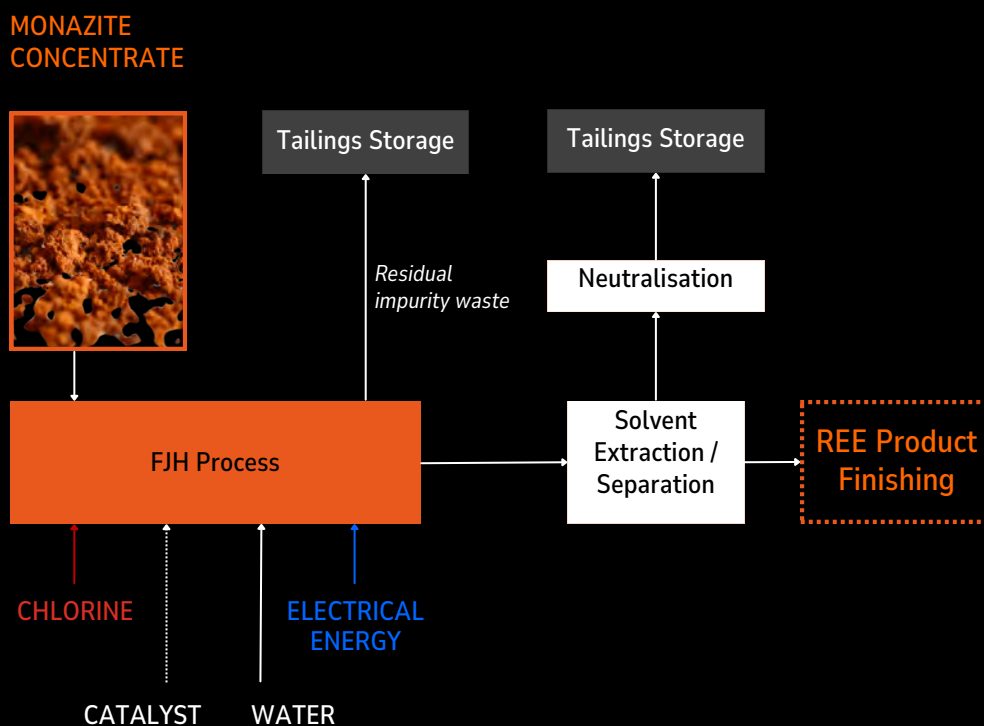 MONAZITE
CONCENTRATE
Tailings Storage
Tailings Storage
Residual
impurity waste
Neutralisation
FJH Process
Solvent
Extraction /
Separation
REE Product
Finishing
CHLORINE
ELECTRICAL
ENERGY
CATALYST
WATER